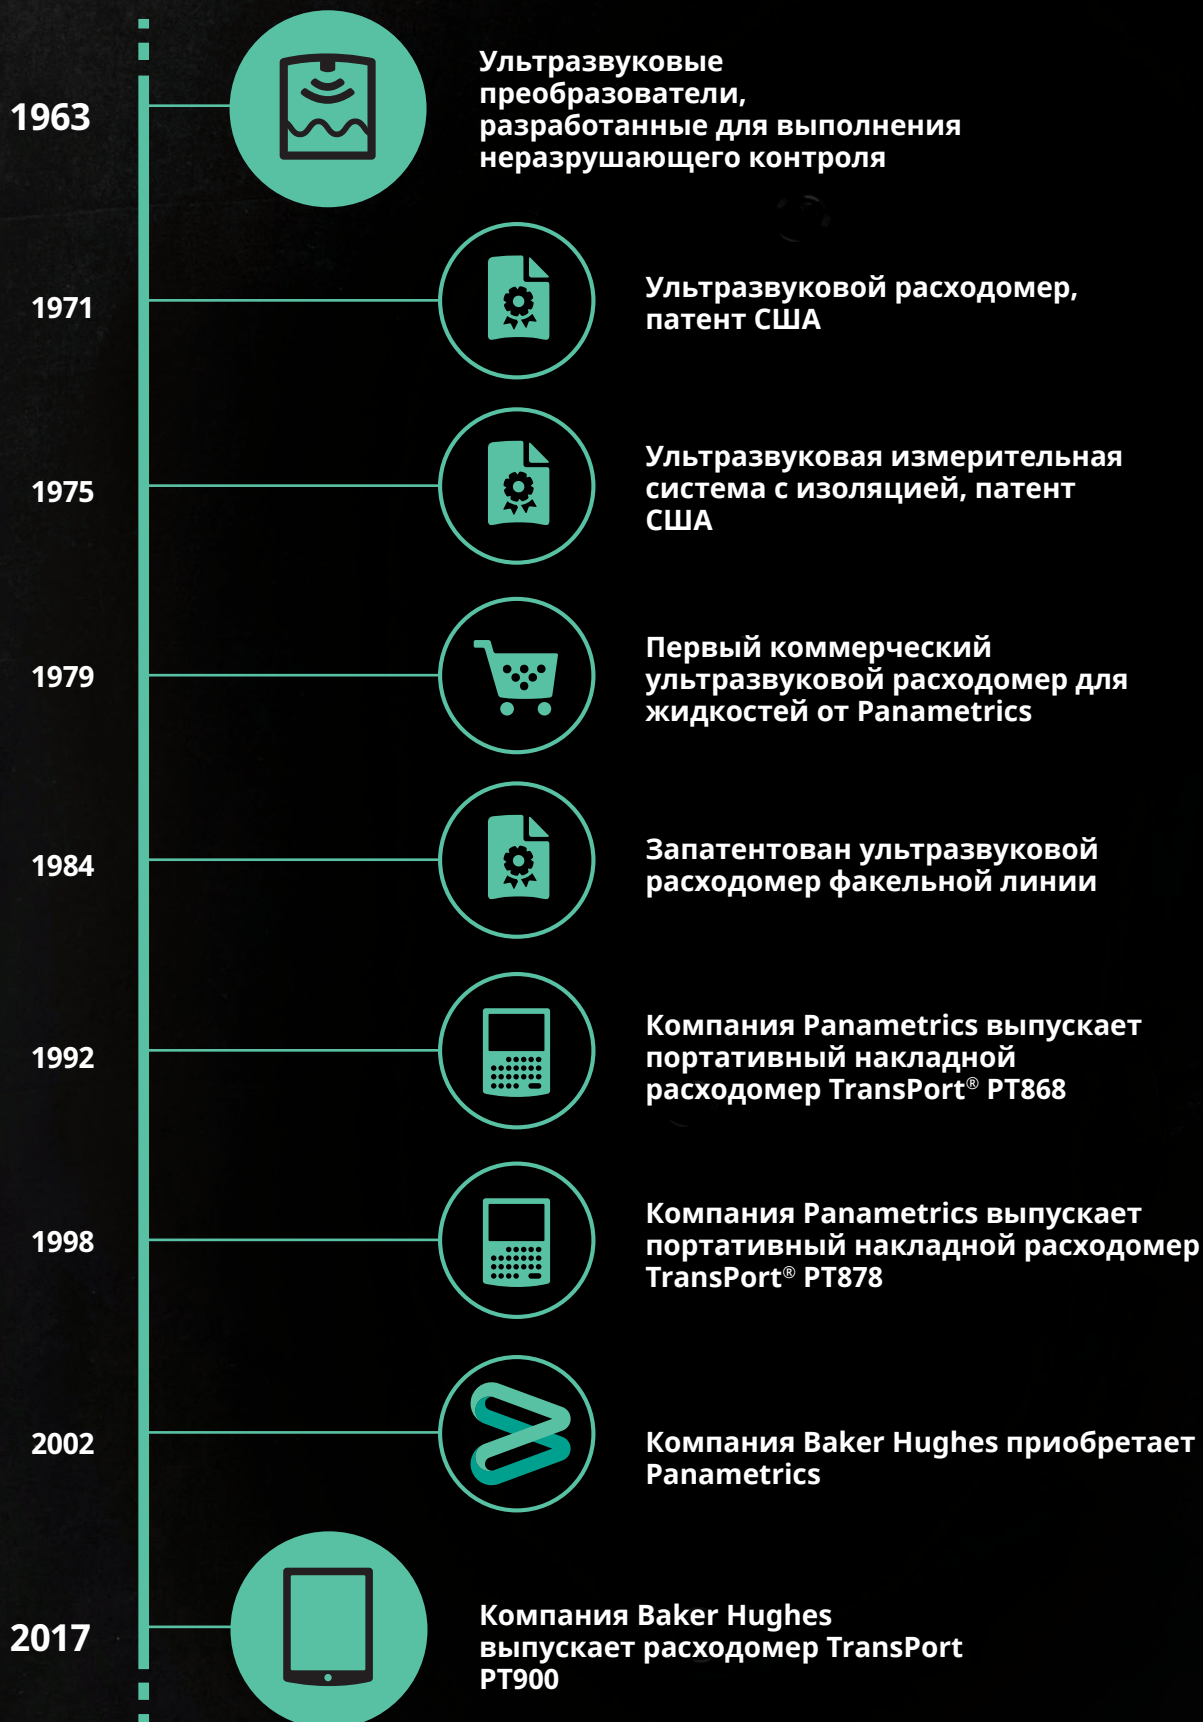 1963
Ультразвуковые
преобразователи,
разработанные для выполнения
неразрушающего контроля
1971
Ультразвуковой расходомер,
патент США
1975
Ультразвуковая измерительная
система с изоляцией, патент
США
1979
Первый коммерческий
ультразвуковой расходомер для
жидкостей от Panametrics
1984
Запатентован ультразвуковой
расходомер факельной линии
1992
Компания Panametrics выпускает
портативный накладной
расходомер TransPort® PT868
1998
Компания Panametrics выпускает
портативный накладной расходомер
TransPort® PT878
2002
Компания Baker Hughes приобретает
Panametrics
2017
Компания Baker Hughes
выпускает расходомер TransPort
PT900